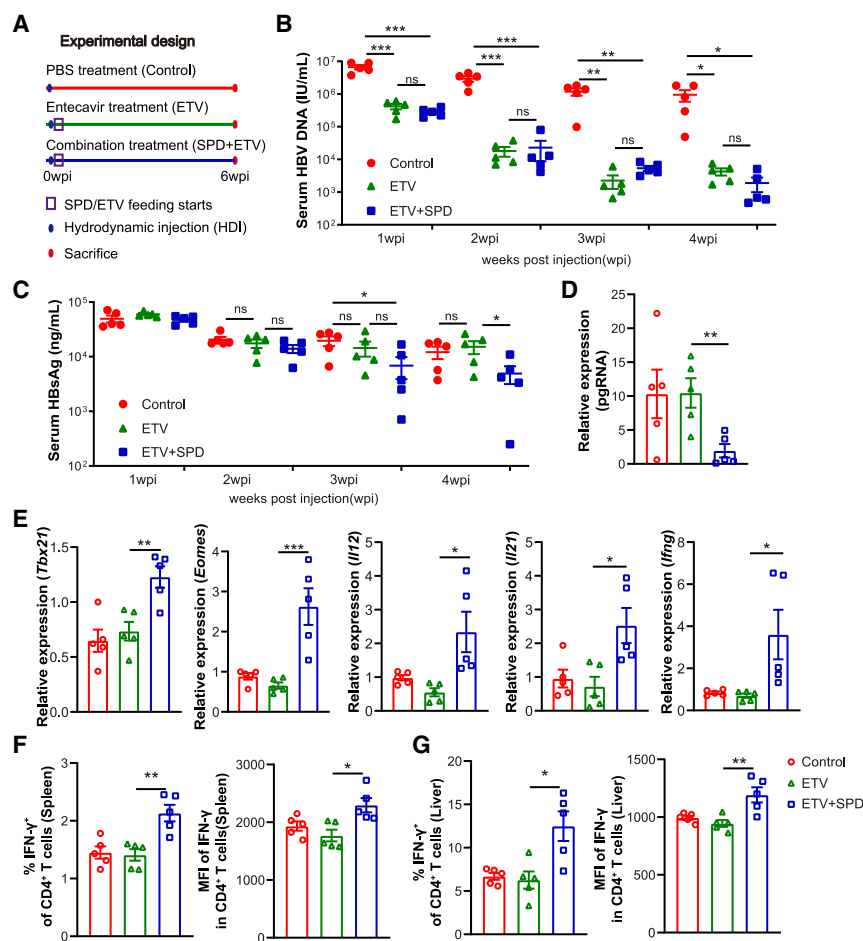 A
Experimental design
PBS treatment (Control)
Entecavir treatment (ETV)
Combination treatment (SPD+ETV)
0wpi 6wpi
SPD/ETV feeding starts
Hydrodynamic injection (HDI)
Sacrifice
B
Serum HBV DNA (IU/mL)
10^7
10^6
10^5
10^4
10^3
10^2
*** *** ns
*** *** ns
** ** ns
* * ns
Control
ETV
ETV+SPD
1wpi 2wpi 3wpi 4wpi
weeks post injection(wpi)
C
Serum HBsAg (ng/mL)
10^5
10^4
10^3
10^2
ns ns
* ns ns
ns *
Control
ETV
ETV+SPD
1wpi 2wpi 3wpi 4wpi
weeks post injection(wpi)
D
Relative expression
(pgRNA)
25
20
15
10
5
0
**
E
Relative expression (Tbx21)
1.5
1.0
0.5
0.0
**
Relative expression (Eomes)
4
3
2
1
0
***
Relative expression (Il12)
5
4
3
2
1
0
*
Relative expression (Il21)
5
4
3
2
1
0
*
Relative expression (Ifng)
8
6
4
2
0
*
F
% IFN-γ+
of CD4+ T cells (Spleen)
3
2
1
0
**
MFI of IFN-γ
in CD4+ T cells(Spleen)
3000
2000
1000
0
*
G
% IFN-γ+
of CD4+ T cells (Liver)
20
15
10
5
0
*
MFI of IFN-γ
in CD4+ T cells (Liver)
1500
1000
500
0
**
Control
ETV
ETV+SPD